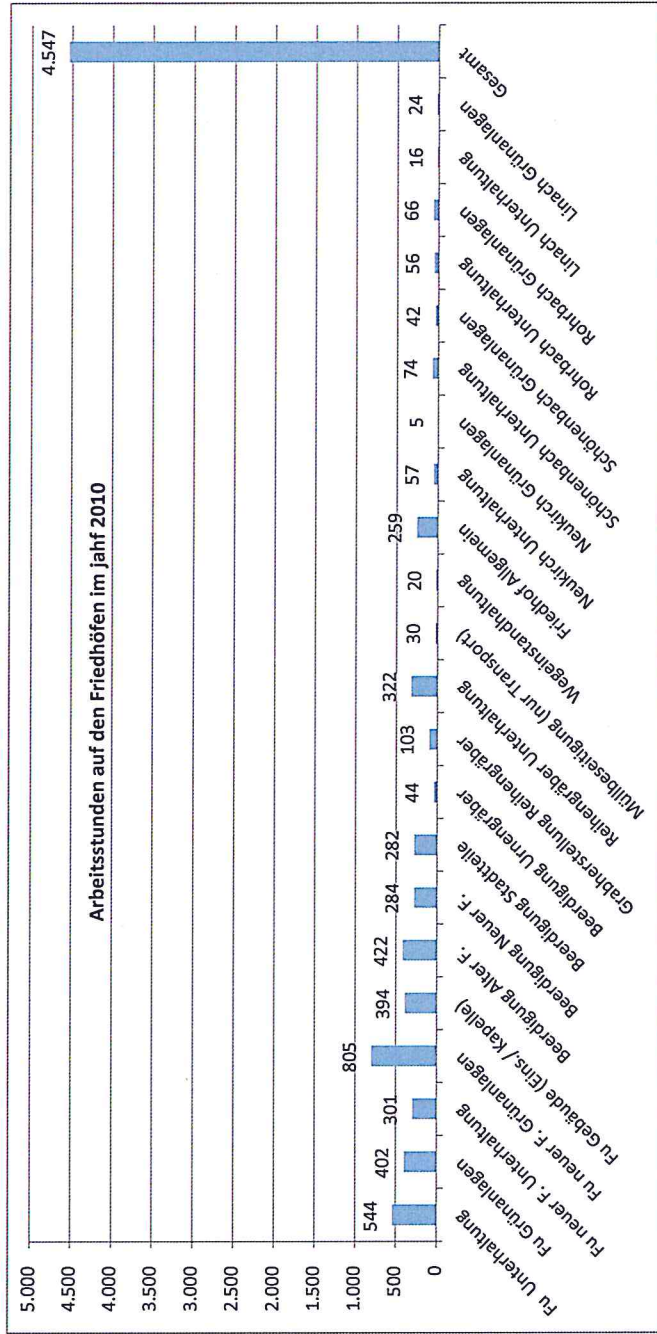 Arbeitsstunden auf den Friedhöfen im jahf 2010
5.000
4.500
4.000
3.500
3.000
2.500
2.000
1.500
1.000
500
0
544
402
301
805
394
422
284
282
44
103
322
30
20
259
57
5
74
42
56
66
16
24
4.547
Fu Unterhaltung
Fu Grünanlagen
Fu neuer F. Unterhaltung
Fu neuer F. Grünanlagen
Fu Gebäude (Eins./ Kapelle)
Beerdigung Alter F.
Beerdigung Neuer F.
Beerdigung Stadtteile
Beerdigung Urnengräber
Grabherstellung Reihengräber
Reihengräber Unterhaltung
Müllbeseitigung (nur Transport)
Wegeinstandhaltung
Friedhof Allgemein
Neukirch Unterhaltung
Neukirch Grünanlagen
Schönenbach Unterhaltung
Schönenbach Grünanlagen
Rohrbach Unterhaltung
Rohrbach Grünanlagen
Linach Unterhaltung
Linach Grünanlagen
Gesamt